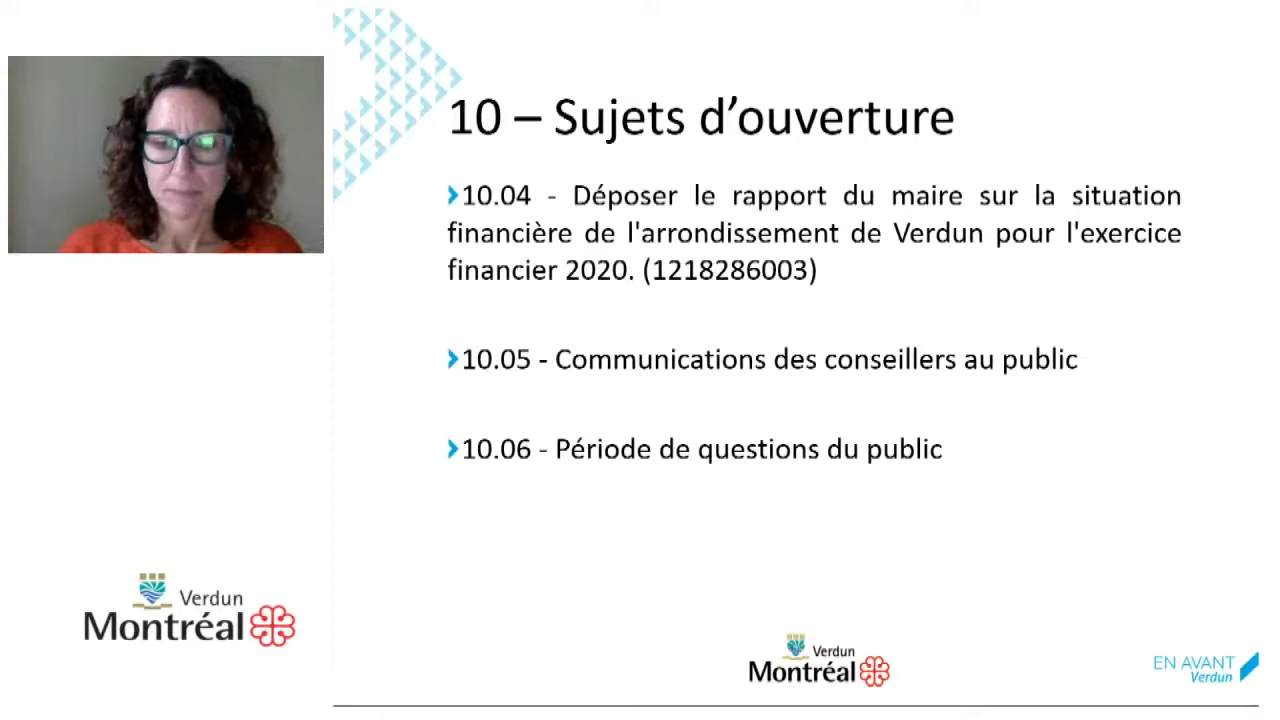 10 – Sujets d’ouverture
10.04 - Déposer le rapport du maire sur la situation
financière de l'arrondissement de Verdun pour l'exercice
financier 2020. (1218286003)
10.05 - Communications des conseillers au public
10.06 - Période de questions du public
Verdun
Montréal
Verdun
Montréal
EN AVANT
Verdun